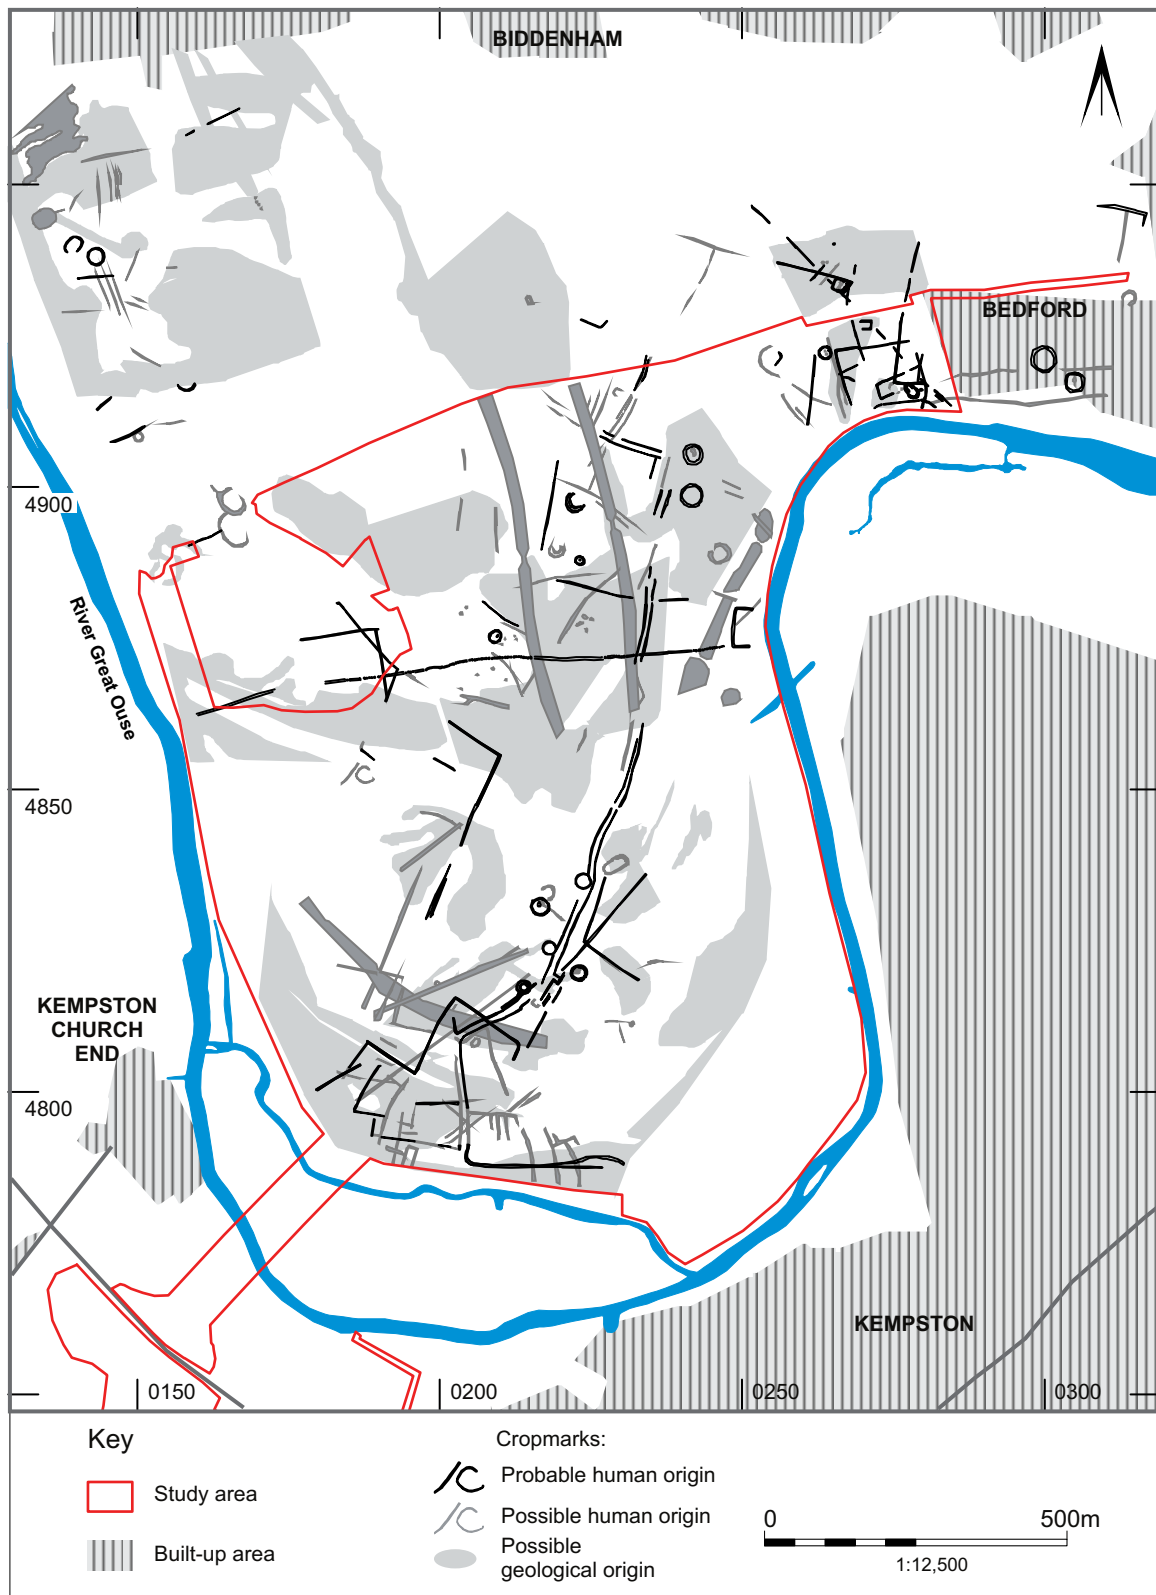 BIDDENHAM
BEDFORD
4900
River Great Ouse
4850
KEMPSTON
CHURCH
END
4800
KEMPSTON
0150
0200
0250
0300
Key
Study area
Built-up area
Cropmarks:
Probable human origin
Possible human origin
Possible
geological origin
0
500m
1:12,500